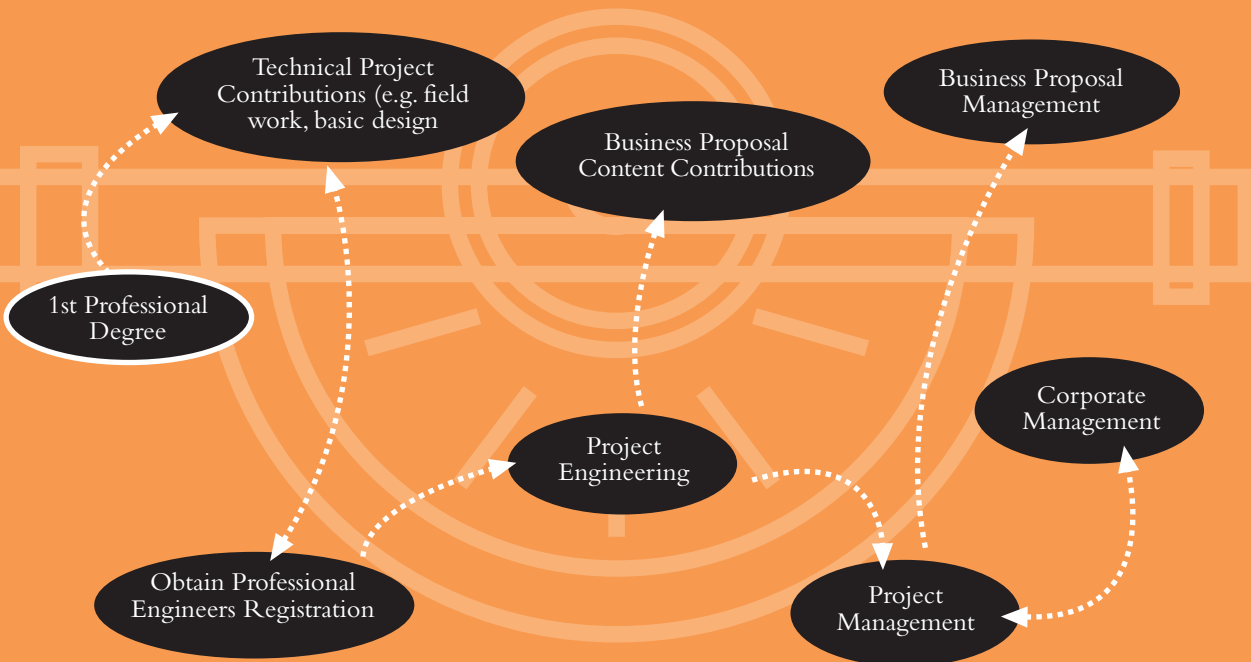 Technical Project
Contributions (e.g. field
work, basic design
Business Proposal
Management
Business Proposal
Content Contributions
1st Professional
Degree
Corporate
Management
Project
Engineering
Obtain Professional
Engineers Registration
Project
Management